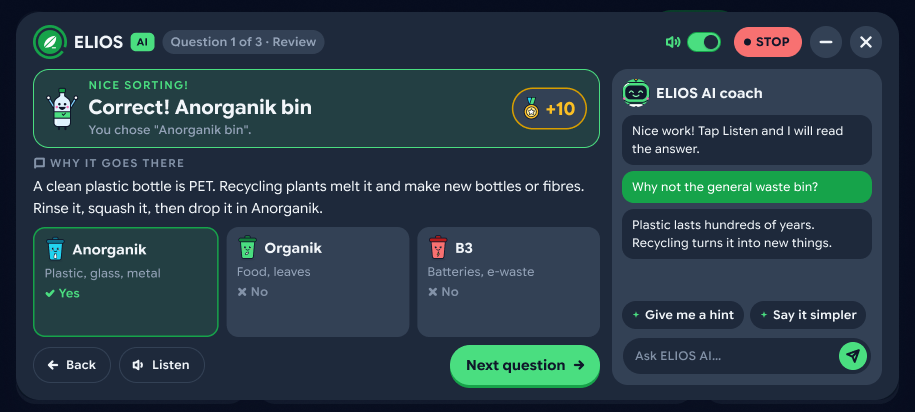 ELIOS AI Question 1 of 3 · Review
STOP
NICE SORTING!
Correct! Anorganik bin
You chose "Anorganik bin".
+10
WHY IT GOES THERE
A clean plastic bottle is PET. Recycling plants melt it and make new bottles or fibres.
Rinse it, squash it, then drop it in Anorganik.
Anorganik
Plastic, glass, metal
Yes
Organik
Food, leaves
No
B3
Batteries, e-waste
No
Back
Listen
Next question
ELIOS AI coach
Nice work! Tap Listen and I will read
the answer.
Why not the general waste bin?
Plastic lasts hundreds of years.
Recycling turns it into new things.
Give me a hint
Say it simpler
Ask ELIOS AI...